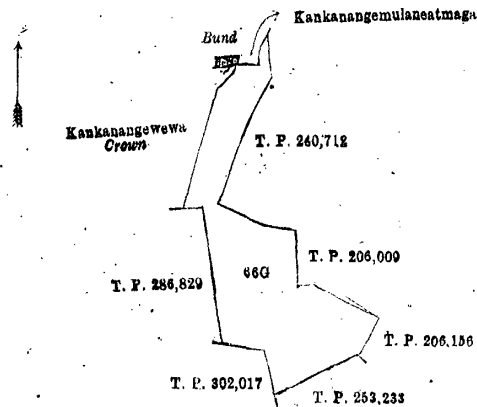 Kankanangemulaneatmaga
Bund
Kankanangewewa
Crown
T. P. 240,712
T. P. 206,009
66G
T. P. 286,829
T. P. 206,156
T. P. 302,017
T. P. 253,233